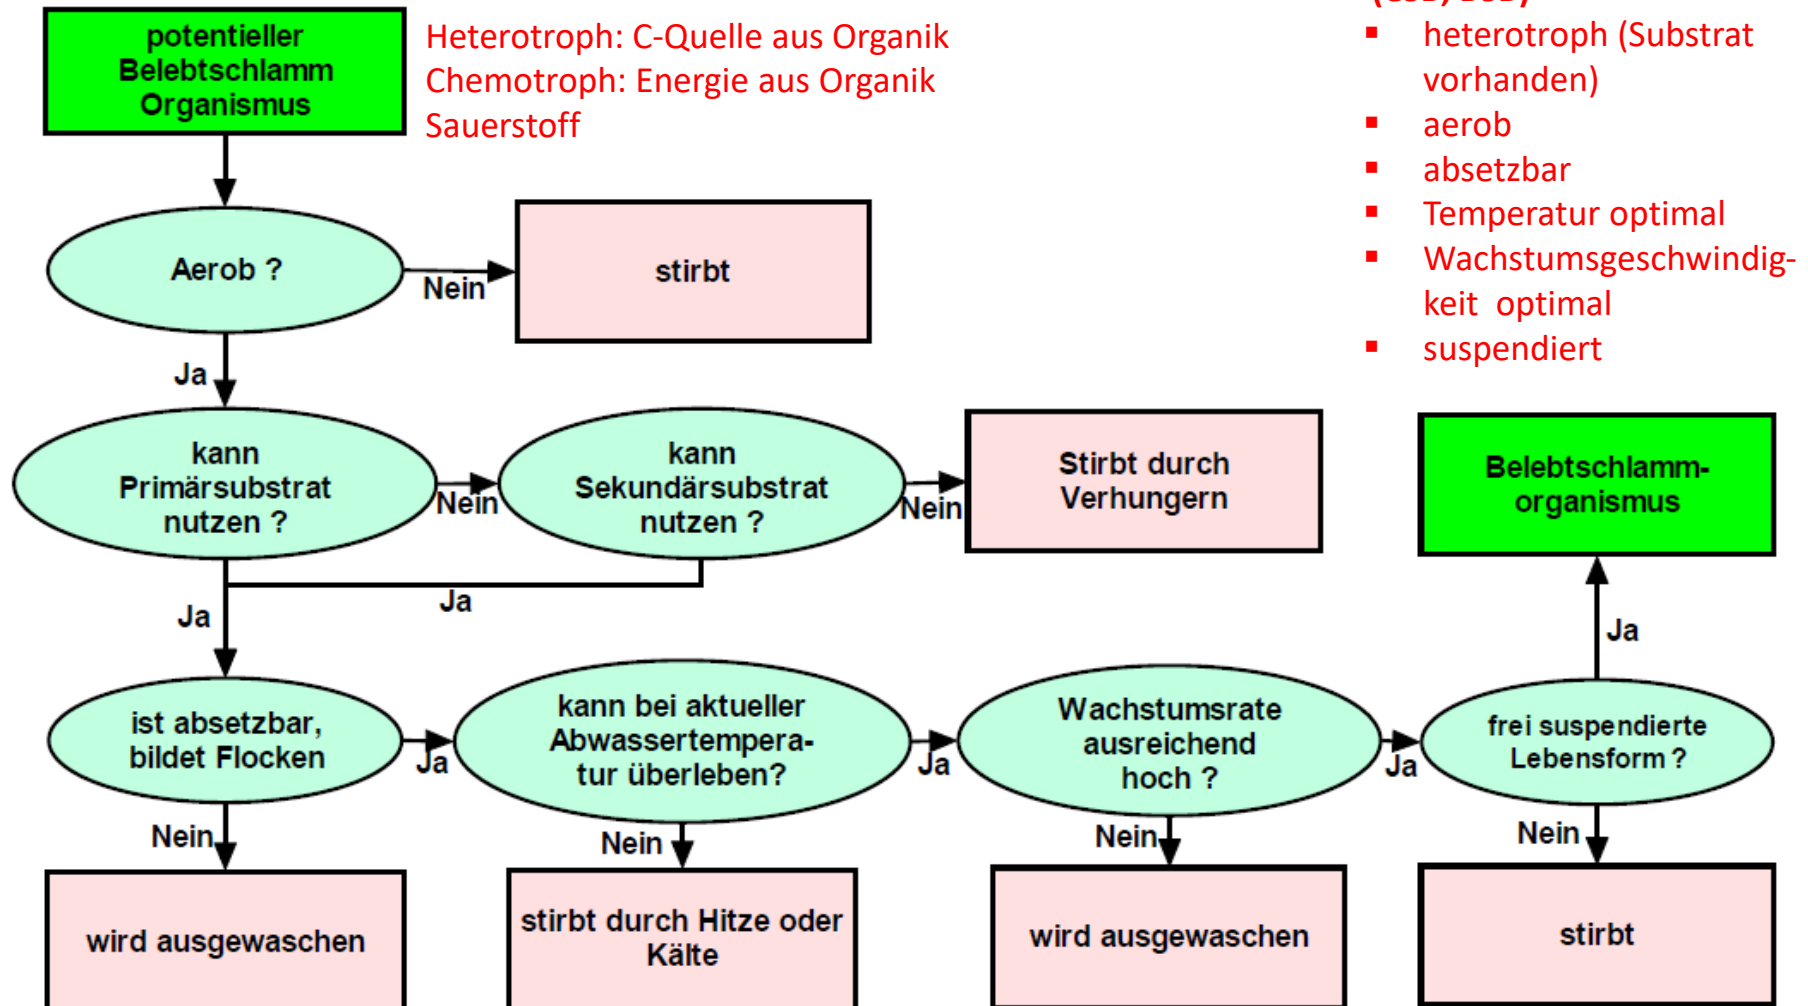 potentieller
Belebtschlamm
Organismus
Heterotroph: C-Quelle aus Organik
Chemotroph: Energie aus Organik
Sauerstoff
▪ heterotroph (Substrat
vorhanden)
▪ aerob
▪ absetzbar
▪ Temperatur optimal
▪ Wachstumsgeschwindig-
keit optimal
▪ suspendiert
Aerob ?
Nein
stirbt
Ja
kann
Primärsubstrat
nutzen ?
Nein
kann
Sekundärsubstrat
nutzen ?
Nein
Stirbt durch
Verhungern
Belebtschlamm-
organismus
Ja
Ja
Ja
ist absetzbar,
bildet Flocken
Ja
kann bei aktueller
Abwassertempera-
tur überleben?
Ja
Wachstumsrate
ausreichend
hoch ?
Ja
frei suspendierte
Lebensform ?
Nein
Nein
Nein
Nein
wird ausgewaschen
stirbt durch Hitze oder
Kälte
wird ausgewaschen
stirbt